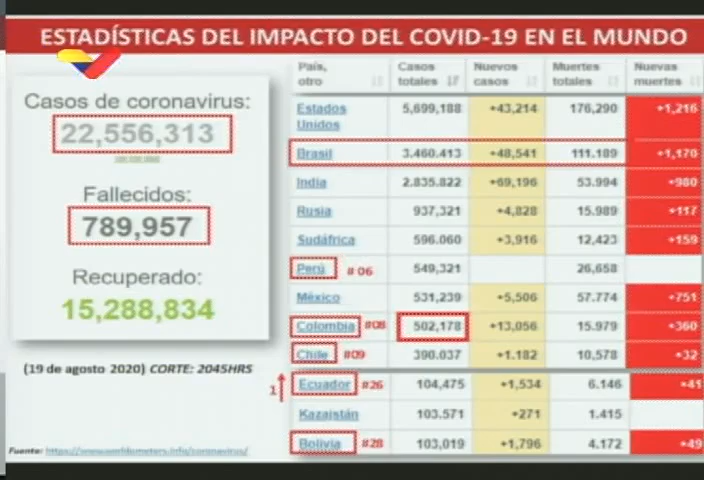 ESTADÍSTICAS DEL IMPACTO DEL COVID-19 EN EL MUNDO
Casos de coronavirus:
22,556,313
Fallecidos:
789,957
Recuperado:
15,288,834
(19 de agosto 2020) CORTE: 2045HRS
Fuente: https://www.worldometers.info/coronavirus/
País, otro Casos totales Nuevos casos Muertes totales Nuevas muertes
Estados Unidos 5,699,188 +43,214 176,290 +1,216
Brasil 3.460.413 +48,541 111.189 +1,170
India 2.835.822 +69,196 53.994 +980
Rusia 937,321 +4,828 15.989 +117
Sudáfrica 596.060 +3,916 12,423 +159
Perú #06 549,321 26,658
México 531,239 +5,506 57.774 +751
Colombia #08 502,178 +13,056 15.979 +360
Chile #09 390.037 +1.182 10,578 +32
1 Ecuador #26 104,475 +1,534 6.146 +41
Kazajstán 103.571 +271 1.415
Bolivia #28 103,019 +1,796 4.172 +49